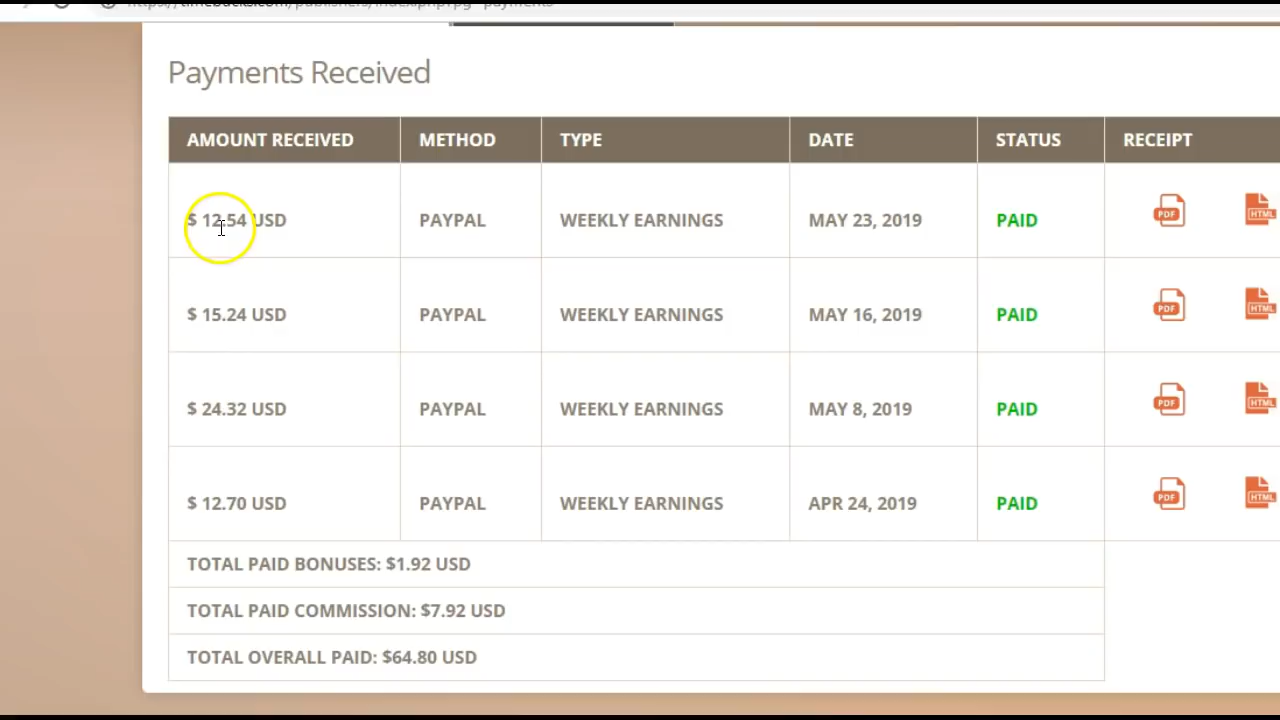 Payments Received
AMOUNT RECEIVED METHOD TYPE DATE STATUS RECEIPT
$ 12.54 USD PAYPAL WEEKLY EARNINGS MAY 23, 2019 PAID PDF HTML
$ 15.24 USD PAYPAL WEEKLY EARNINGS MAY 16, 2019 PAID PDF HTML
$ 24.32 USD PAYPAL WEEKLY EARNINGS MAY 8, 2019 PAID PDF HTML
$ 12.70 USD PAYPAL WEEKLY EARNINGS APR 24, 2019 PAID PDF HTML
TOTAL PAID BONUSES: $1.92 USD
TOTAL PAID COMMISSION: $7.92 USD
TOTAL OVERALL PAID: $64.80 USD